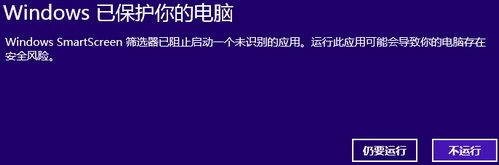 Windows 已保护你的电脑
Windows SmartScreen 筛选器已阻止启动一个未识别的应用。运行此应用可能会导致你的电脑存在
安全风险。
仍要运行 不运行